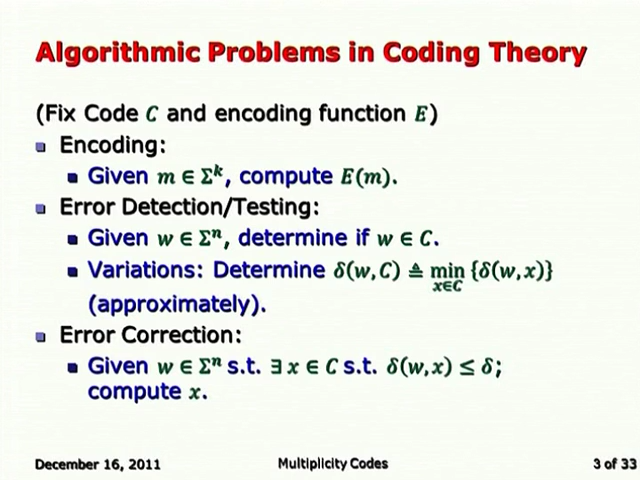 Algorithmic Problems in Coding Theory
(Fix Code C and encoding function E)
Encoding:
Given m ∈ Σ^k, compute E(m).
Error Detection/Testing:
Given w ∈ Σ^n, determine if w ∈ C.
Variations: Determine δ(w,C) ≜ min_{x∈C} {δ(w,x)}
(approximately).
Error Correction:
Given w ∈ Σ^n s.t. ∃ x ∈ C s.t. δ(w,x) ≤ δ;
compute x.
December 16, 2011 Multiplicity Codes 3 of 33